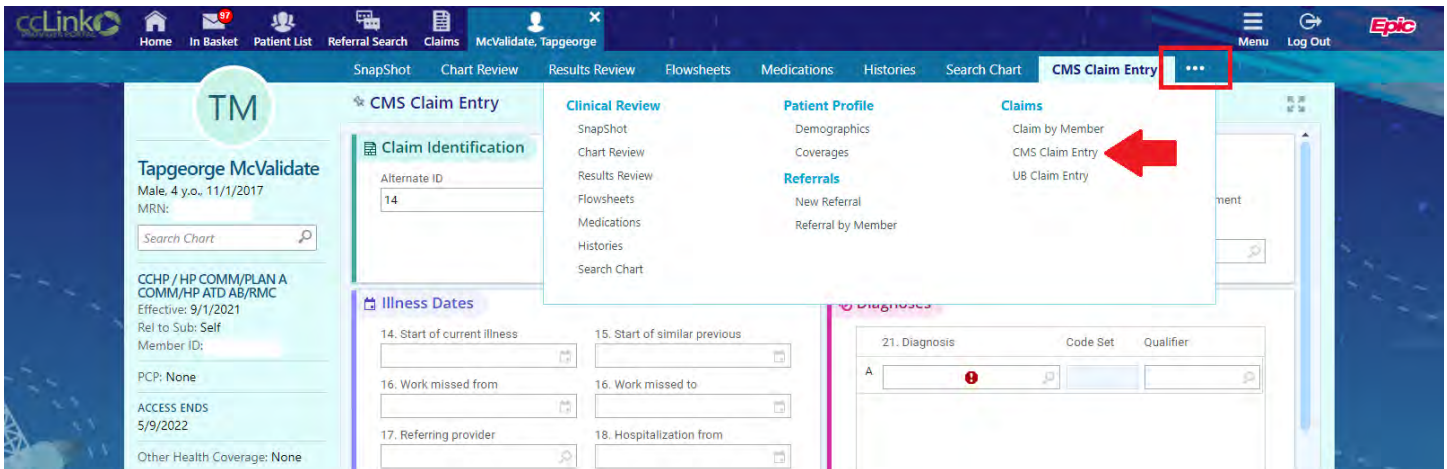 ccLink
PROVIDER PORTAL
Home
97
In Basket
Patient List
Referral Search
Claims
McValidate, Tapgeorge
×
Menu
Log Out
Epic
SnapShot Chart Review Results Review Flowsheets Medications Histories Search Chart CMS Claim Entry ...
TM
Tapgeorge McValidate
Male, 4 y.o., 11/1/2017
MRN:
Search Chart
CCHP / HP COMM/PLAN A
COMM/HP ATD AB/RMC
Effective: 9/1/2021
Rel to Sub: Self
Member ID:
PCP: None
ACCESS ENDS
5/9/2022
Other Health Coverage: None
CMS Claim Entry
Claim Identification
Alternate ID
14
Clinical Review
SnapShot
Chart Review
Results Review
Flowsheets
Medications
Histories
Search Chart
Patient Profile
Demographics
Coverages
Referrals
New Referral
Referral by Member
Claims
Claim by Member
CMS Claim Entry
UB Claim Entry
Illness Dates
14. Start of current illness
15. Start of similar previous
16. Work missed from
16. Work missed to
17. Referring provider
18. Hospitalization from
Diagnoses
21. Diagnosis
Code Set
Qualifier
A